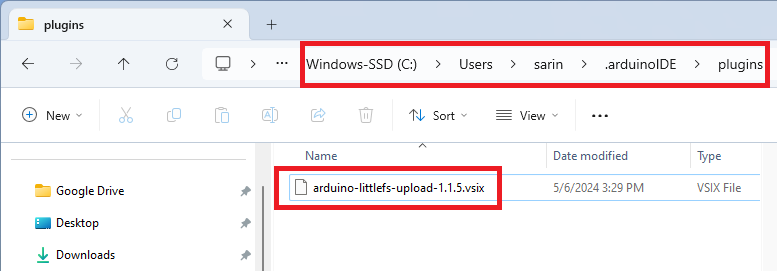 plugins
Windows-SSD (C:) > Users > sarin > .arduinoIDE > plugins
New Sort View
Name Date modified Type
Google Drive
arduino-littlefs-upload-1.1.5.vsix 5/6/2024 3:29 PM VSIX File
Desktop
Downloads